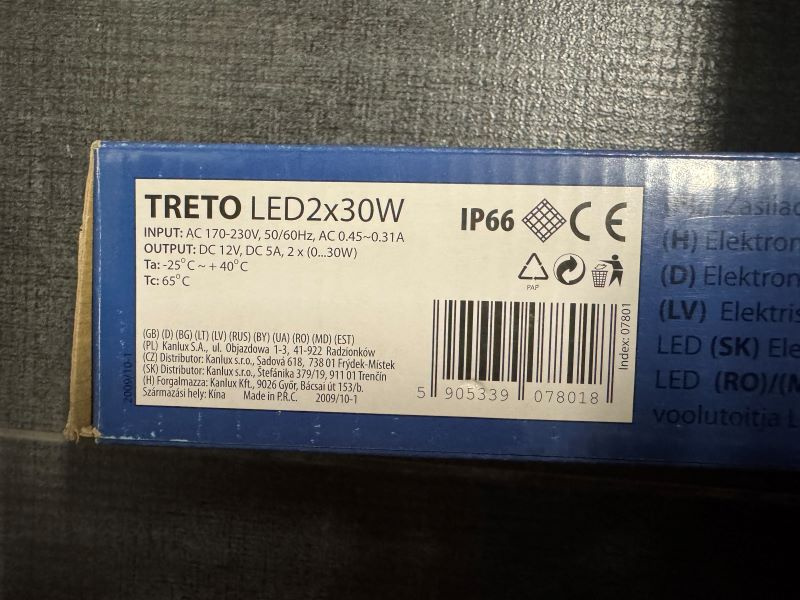 TRETO LED2x30W
INPUT: AC 170-230V, 50/60Hz, AC 0.45~0.31A
OUTPUT: DC 12V, DC 5A, 2 x (0...30W)
Ta: -25°C ~ +40°C
Tc: 65°C
IP66 CE
PAP
(GB) (D) (BG) (LT) (LV) (RUS) (BY) (UA) (RO) (MD) (EST)
(PL) Kanlux S.A., ul. Objazdowa 1-3, 41-922 Radzionków
(CZ) Distributor: Kanlux s.r.o., Sadová 618, 738 01 Frýdek-Místek
(SK) Distributor: Kanlux s.r.o., Štefánika 379/19, 911 01 Trenčín
(H) Forgalmazza: Kanlux Kft., 9026 Győr, Bácsai út 153/b.
Származási hely: Kína Made in P.R.C. 2009/10-1
5 905339 078018
Index: 07801
2009/10-1
Zasilac
(H) Elektron
(D) Elektron
(LV) Elektris
LED (SK) Ele
LED (RO)/(M
voolutoitja L